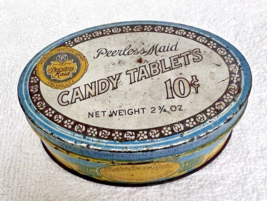 Peerless Maid
CANDY TABLETS
10¢
NET WEIGHT 2¾ OZ.